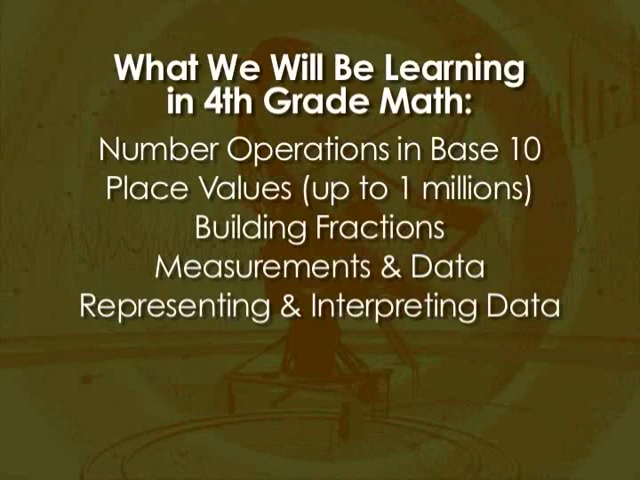 What We Will Be Learning
in 4th Grade Math:
Number Operations in Base 10
Place Values (up to 1 millions)
Building Fractions
Measurements & Data
Representing & Interpreting Data